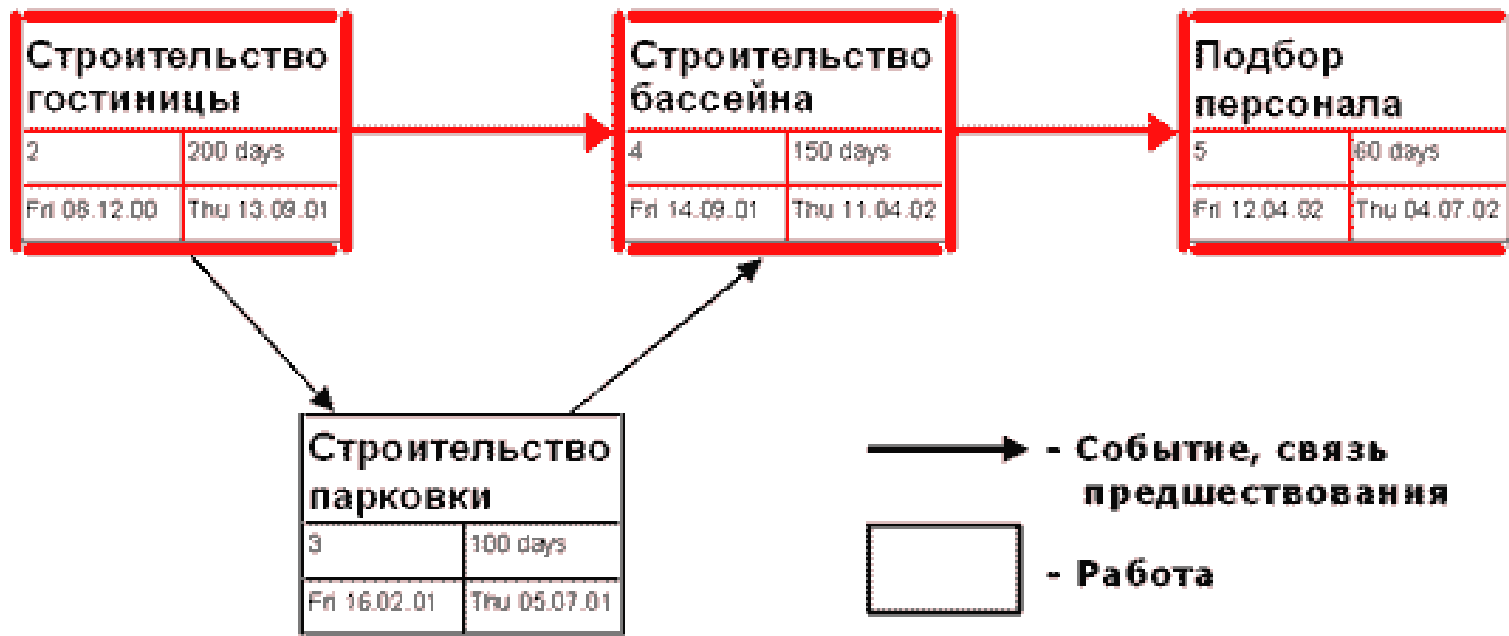 Строительство
гостиницы
2 200 days
Fri 08.12.00 Thu 13.09.01
Строительство
бассейна
4 150 days
Fri 14.09.01 Thu 11.04.02
Подбор
персонала
5 60 days
Fri 12.04.02 Thu 04.07.02
Строительство
парковки
3 100 days
Fri 16.02.01 Thu 05.07.01
- Событие, связь
предшествования
- Работа